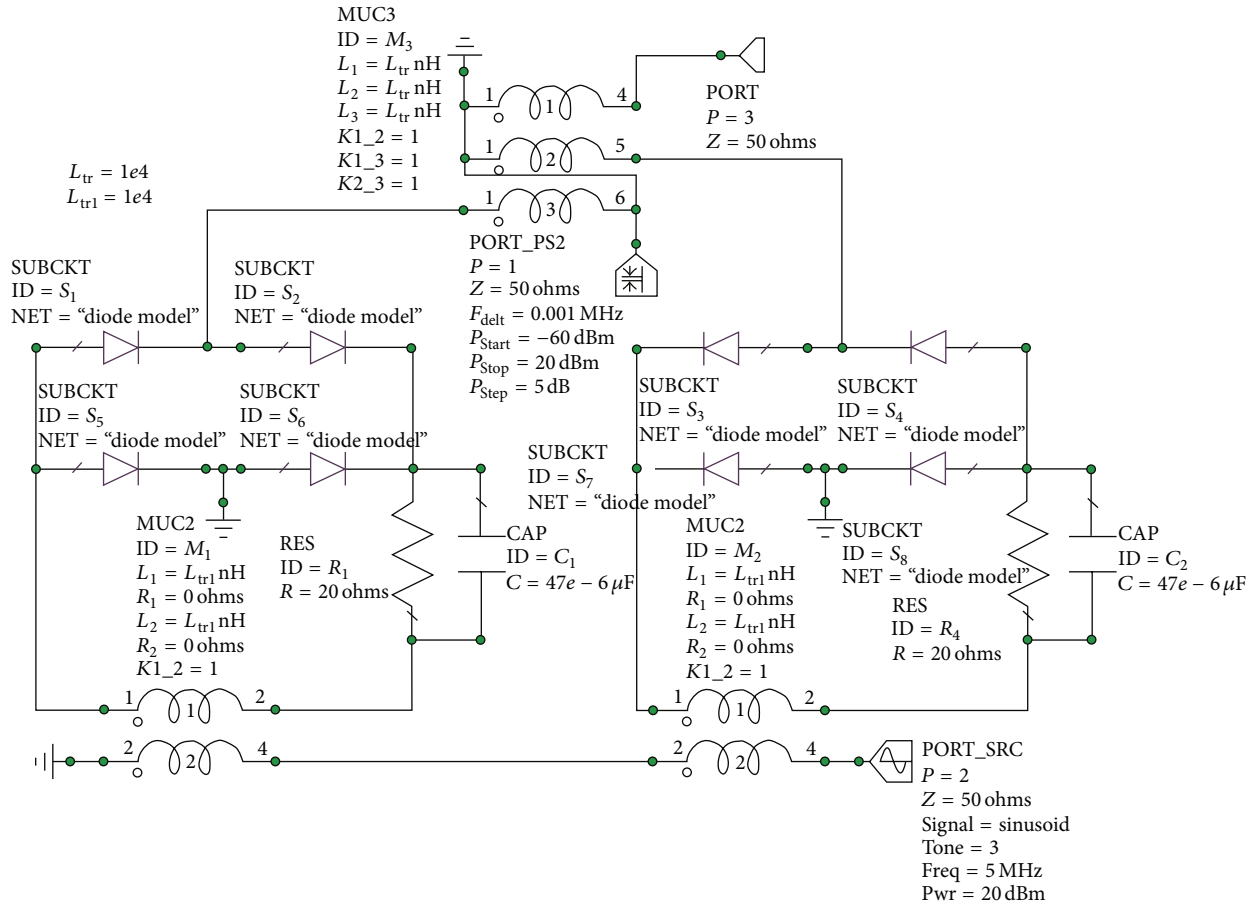 MUC3
ID = M3
L1 = Ltr nH
L2 = Ltr nH
L3 = Ltr nH
K1_2 = 1
K1_3 = 1
K2_3 = 1
1 1 4
1 2 5
1 3 6
PORT
P = 3
Z = 50 ohms
Ltr = 1e4
Ltr1 = 1e4
PORT_PS2
P = 1
Z = 50 ohms
Fdelt = 0.001 MHz
PStart = −60 dBm
PStop = 20 dBm
PStep = 5 dB
SUBCKT
ID = S1
NET = “diode model”
SUBCKT
ID = S2
NET = “diode model”
SUBCKT
ID = S5
NET = “diode model”
SUBCKT
ID = S6
NET = “diode model”
SUBCKT
ID = S3
NET = “diode model”
SUBCKT
ID = S4
NET = “diode model”
SUBCKT
ID = S7
NET = “diode model”
SUBCKT
ID = S8
NET = “diode model”
MUC2
ID = M1
L1 = Ltr1 nH
R1 = 0 ohms
L2 = Ltr1 nH
R2 = 0 ohms
K1_2 = 1
RES
ID = R1
R = 20 ohms
CAP
ID = C1
C = 47e − 6 μF
MUC2
ID = M2
L1 = Ltr1 nH
R1 = 0 ohms
L2 = Ltr1 nH
R2 = 0 ohms
K1_2 = 1
RES
ID = R4
R = 20 ohms
CAP
ID = C2
C = 47e − 6 μF
1 1 2
2 2 4
1 1 2
2 2 4
PORT_SRC
P = 2
Z = 50 ohms
Signal = sinusoid
Tone = 3
Freq = 5 MHz
Pwr = 20 dBm